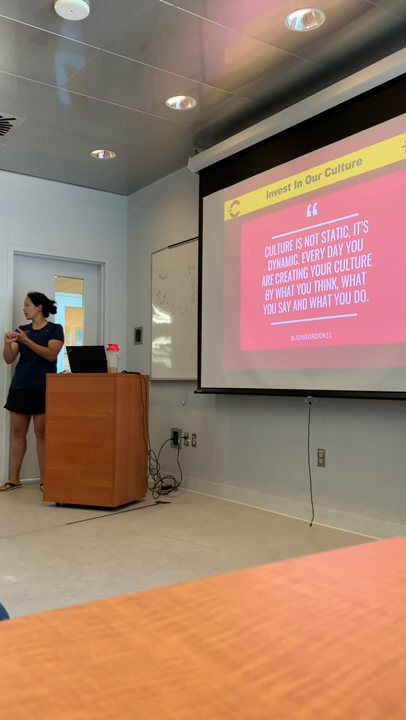 Invest In Our Culture
“
CULTURE IS NOT STATIC, IT'S
DYNAMIC. EVERY DAY YOU
ARE CREATING YOUR CULTURE
BY WHAT YOU THINK, WHAT
YOU SAY AND WHAT YOU DO.
@JONGORDON11